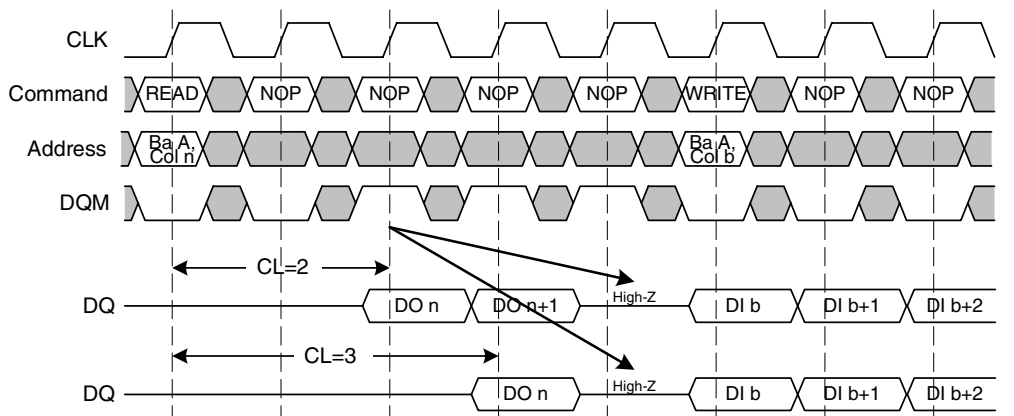 CLK
Command READ NOP NOP NOP NOP WRITE NOP NOP
Address Ba A, Col n Ba A, Col b
DQM
CL=2
DQ DO n DO n+1 High-Z DI b DI b+1 DI b+2
CL=3
DQ DO n High-Z DI b DI b+1 DI b+2